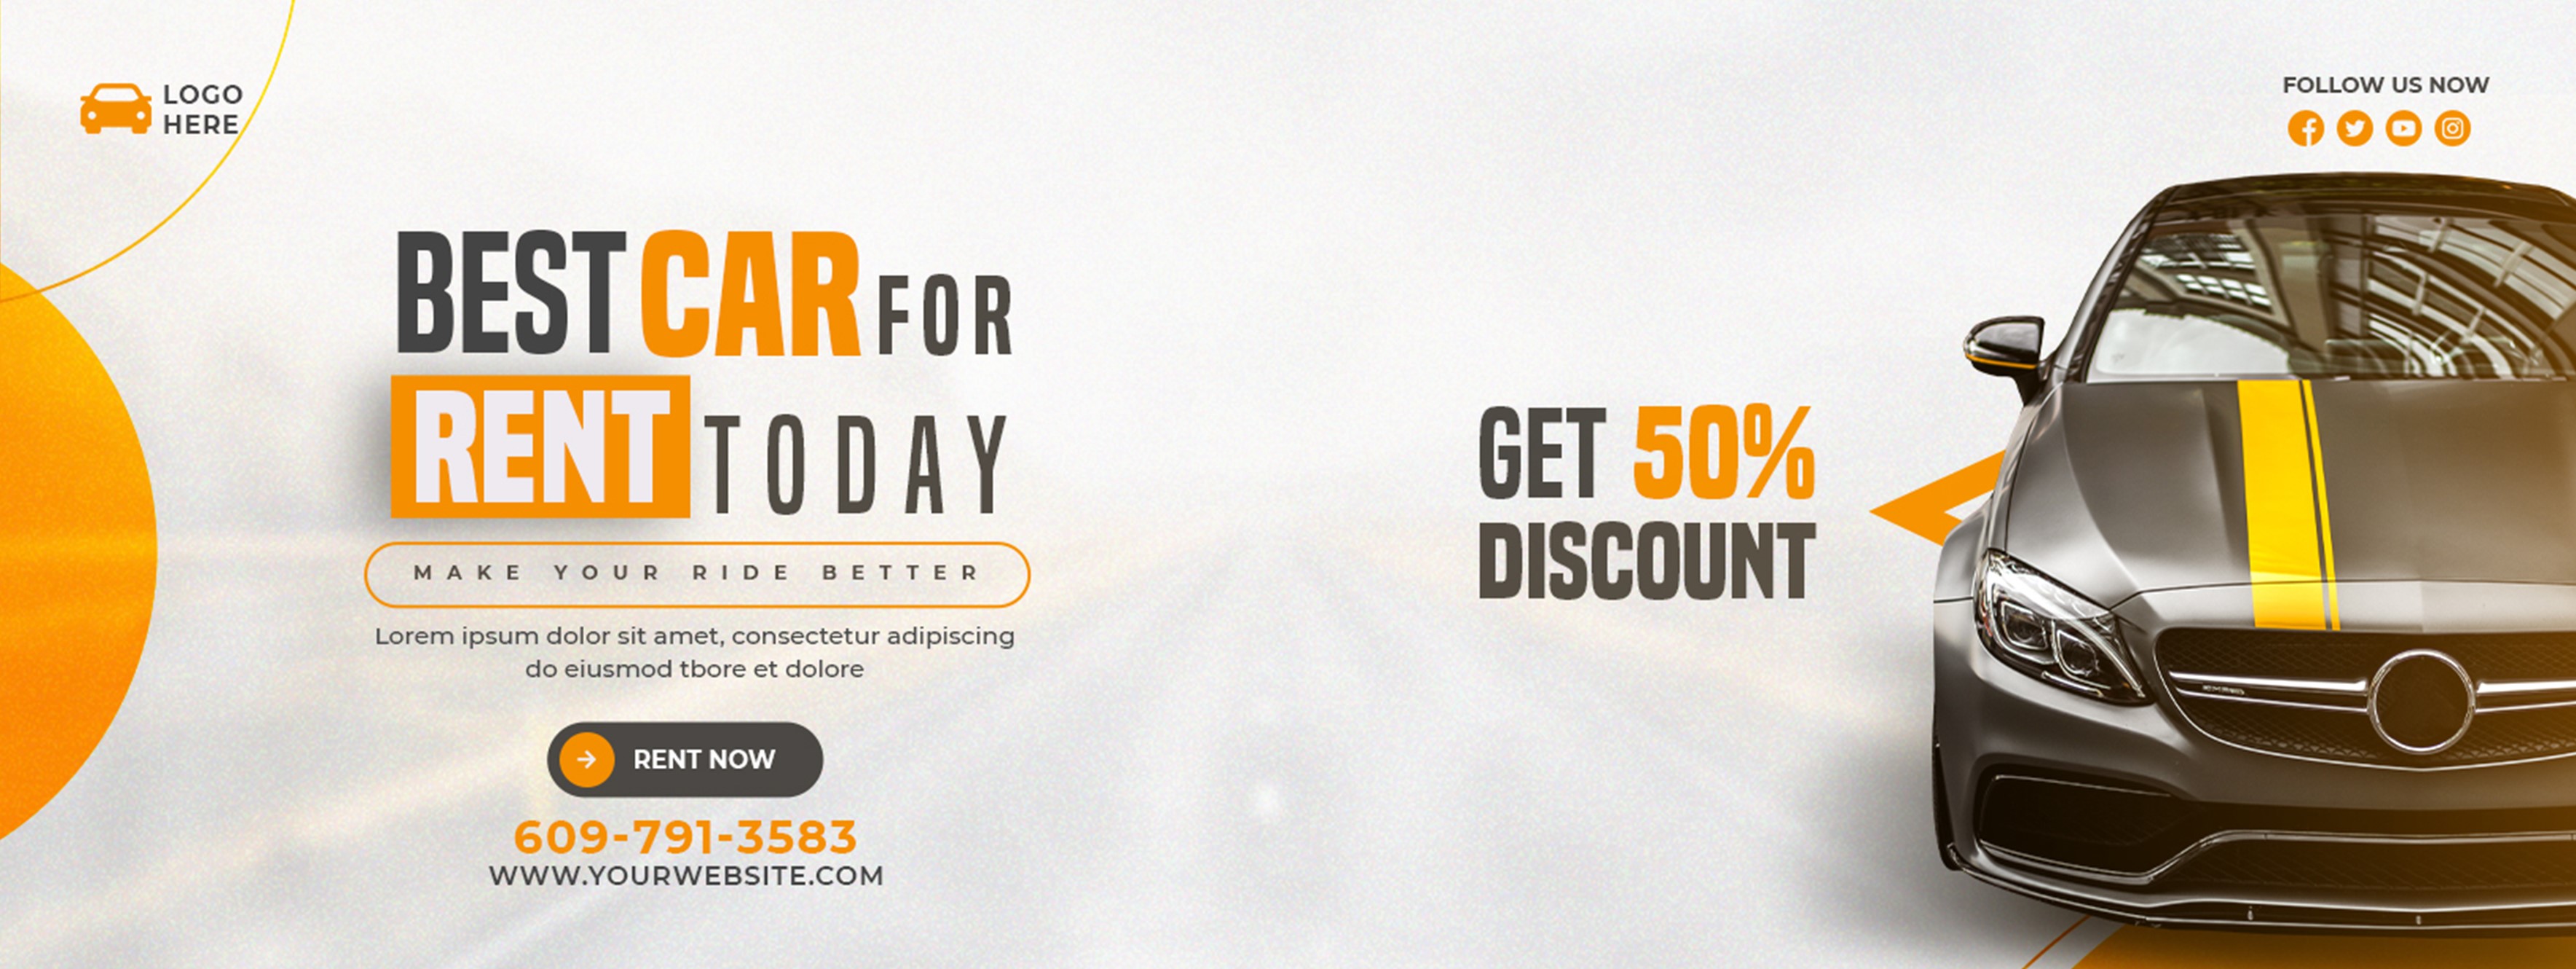 LOGO
HERE
FOLLOW US NOW
BEST CAR FOR
RENT TODAY
MAKE YOUR RIDE BETTER
Lorem ipsum dolor sit amet, consectetur adipiscing
do eiusmod tbore et dolore
RENT NOW
609-791-3583
WWW.YOURWEBSITE.COM
GET 50%
DISCOUNT